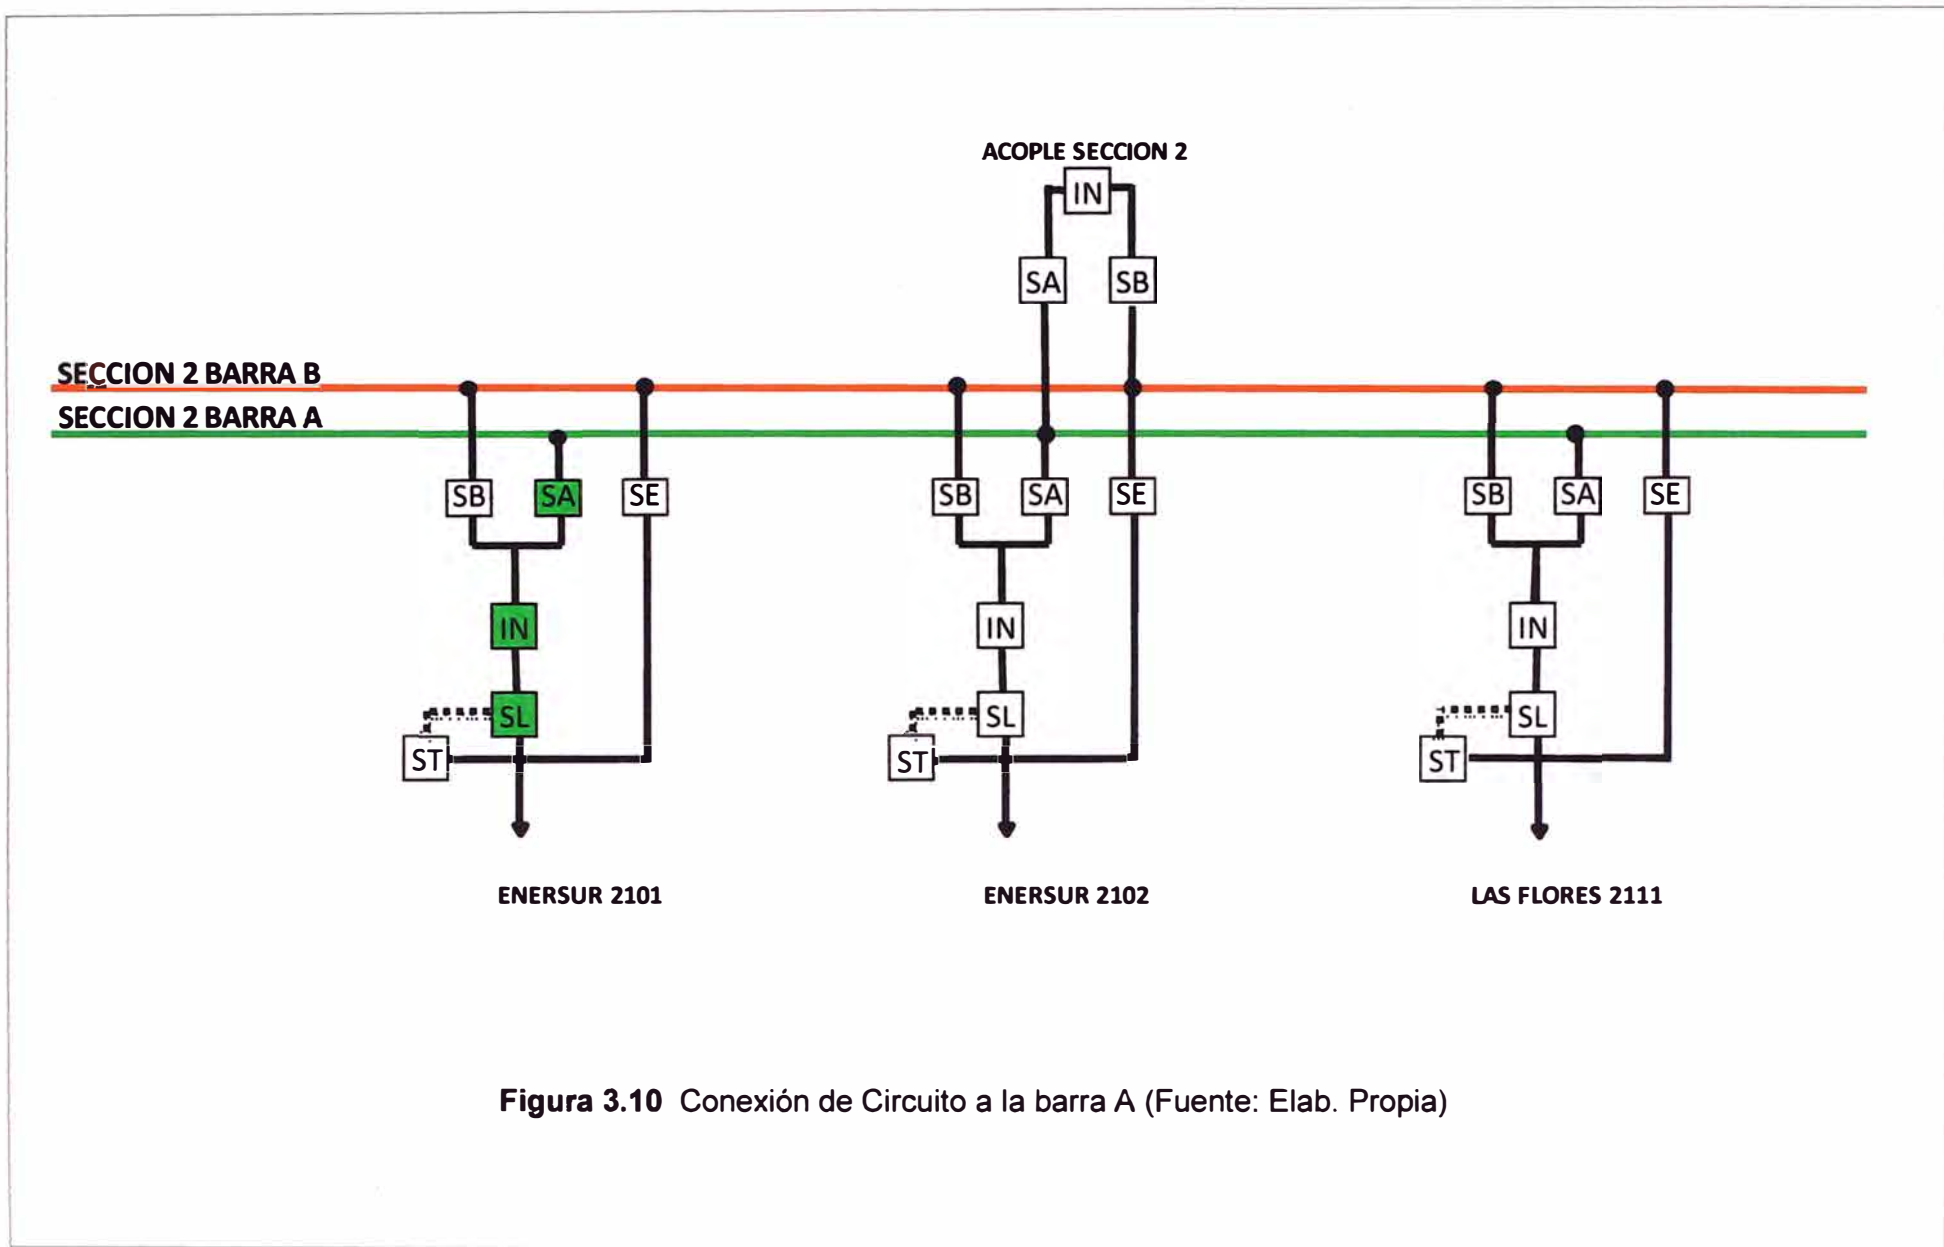 ACOPLE SECCION 2
IN
SA SB
SECCION 2 BARRA B
SECCION 2 BARRA A
SB SA SE SB SA SE SB SA SE
IN IN IN
SL SL SL
ST ST ST
ENERSUR 2101 ENERSUR 2102 LAS FLORES 2111
Figura 3.10 Conexión de Circuito a la barra A (Fuente: Elab. Propia)